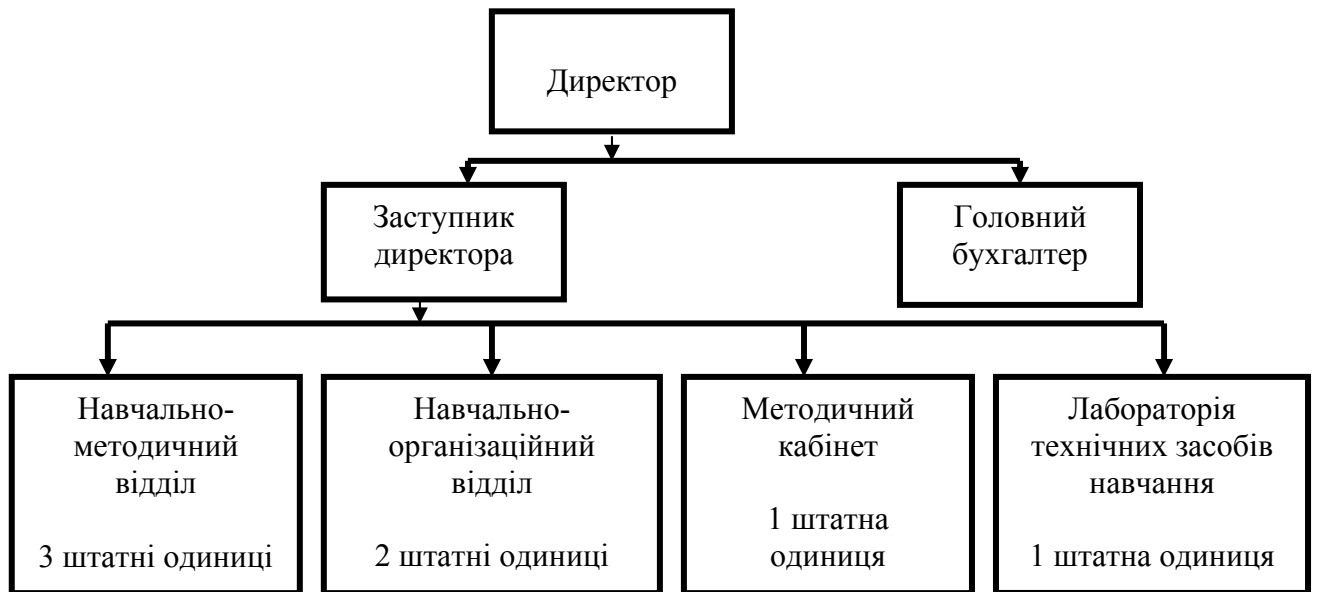 Директор
Заступник
директора
Головний
бухгалтер
Навчально-
методичний
відділ
3 штатні одиниці
Навчально-
організаційний
відділ
2 штатні одиниці
Методичний
кабінет
1 штатна
одиниця
Лабораторія
технічних засобів
навчання
1 штатна одиниця